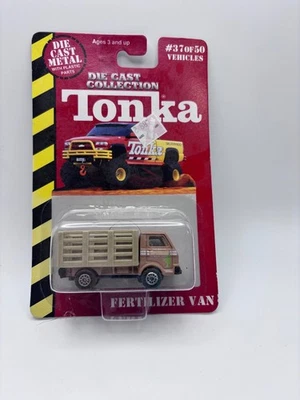 DIE
CAST
METAL
WITH PLASTIC
PARTS
Ages 3 and up
#37 OF 50
VEHICLES
DIE CAST
COLLECTION
Tonka
Tonka
FERTILIZER VAN